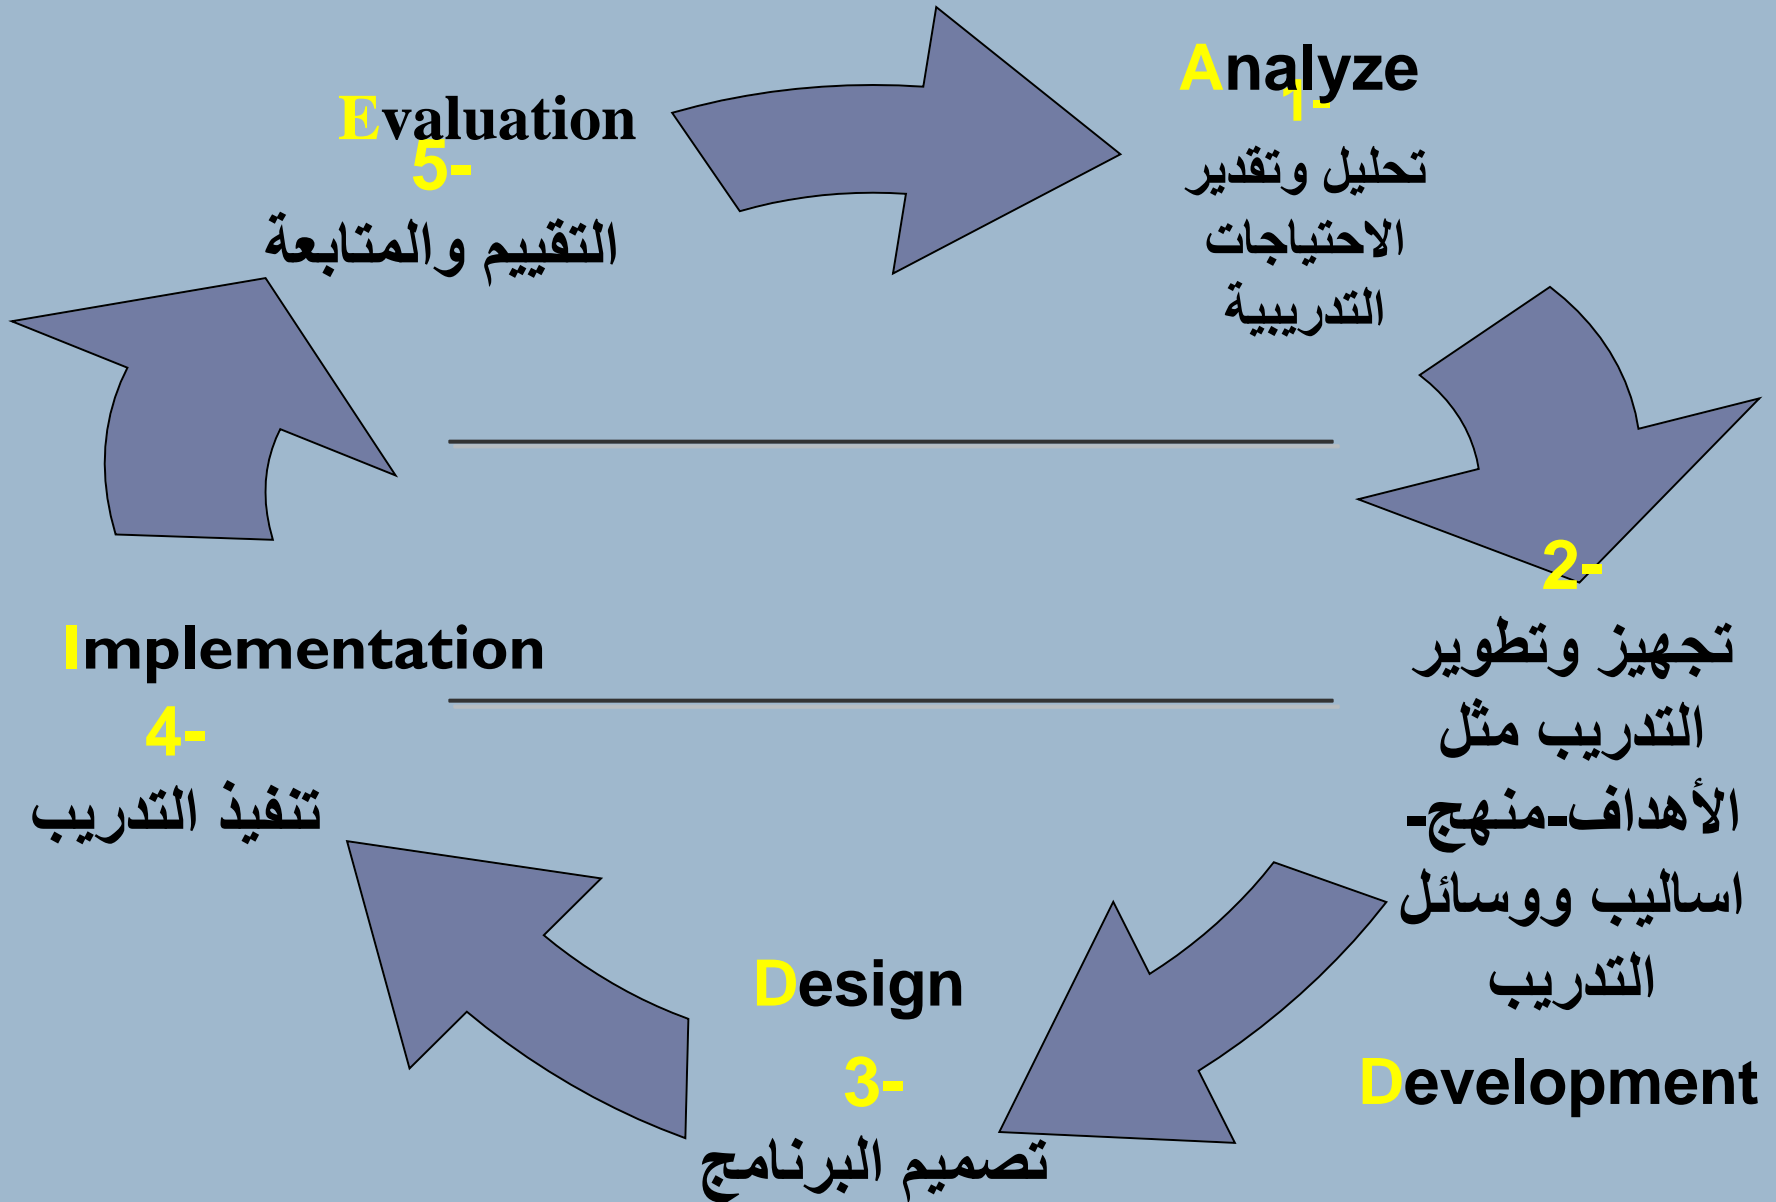 Analyze
1-
تحليل وتقدير
الاحتياجات
التدريبية
2-
تجهيز وتطوير
التدريب مثل
الأهداف-منهج-
اساليب ووسائل
التدريب
Development
Design
3-
تصميم البرنامج
Implementation
4-
تنفيذ التدريب
Evaluation
5-
التقييم والمتابعة